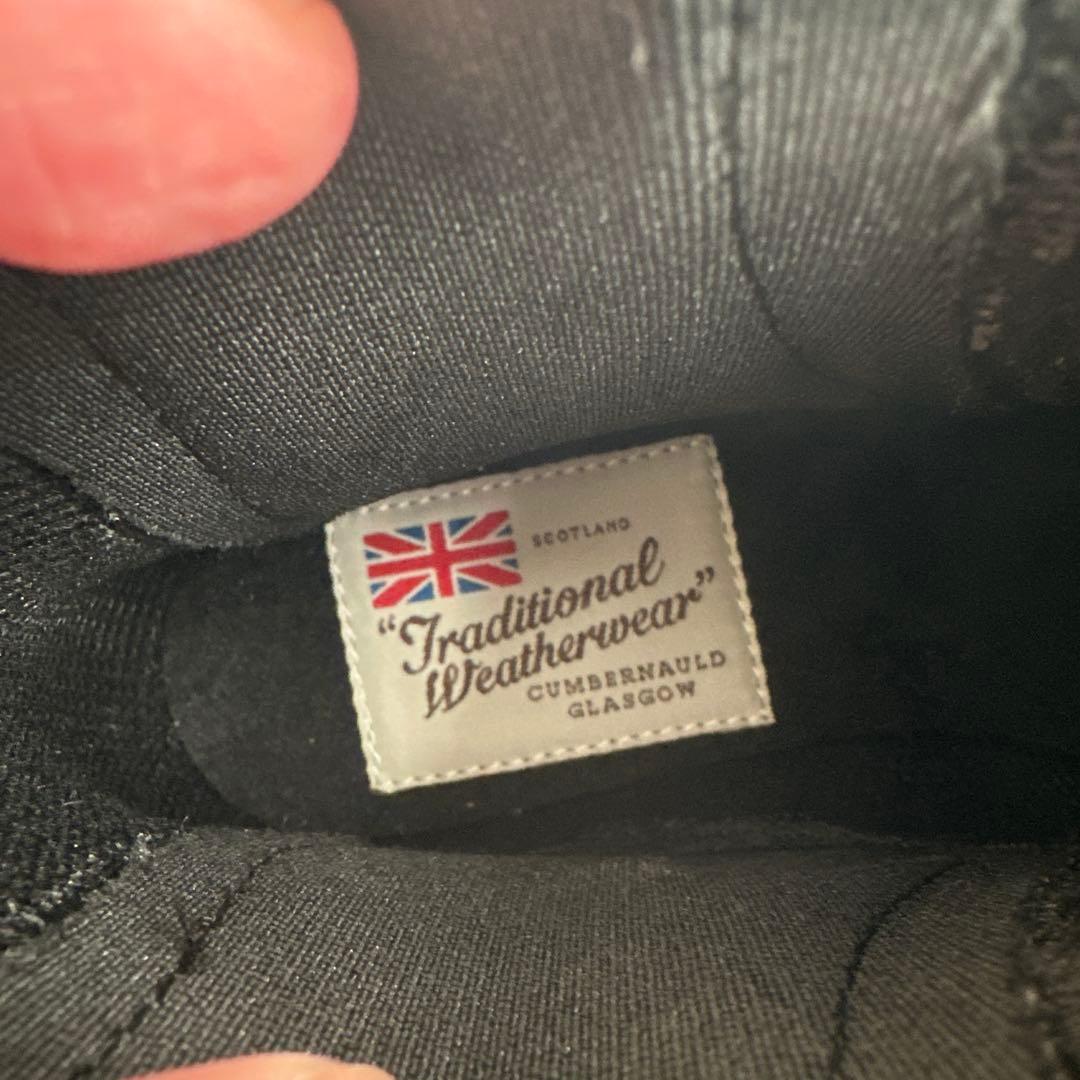 SCOTLAND
"Traditional
Weatherwear"
CUMBERNAULD
GLASGOW